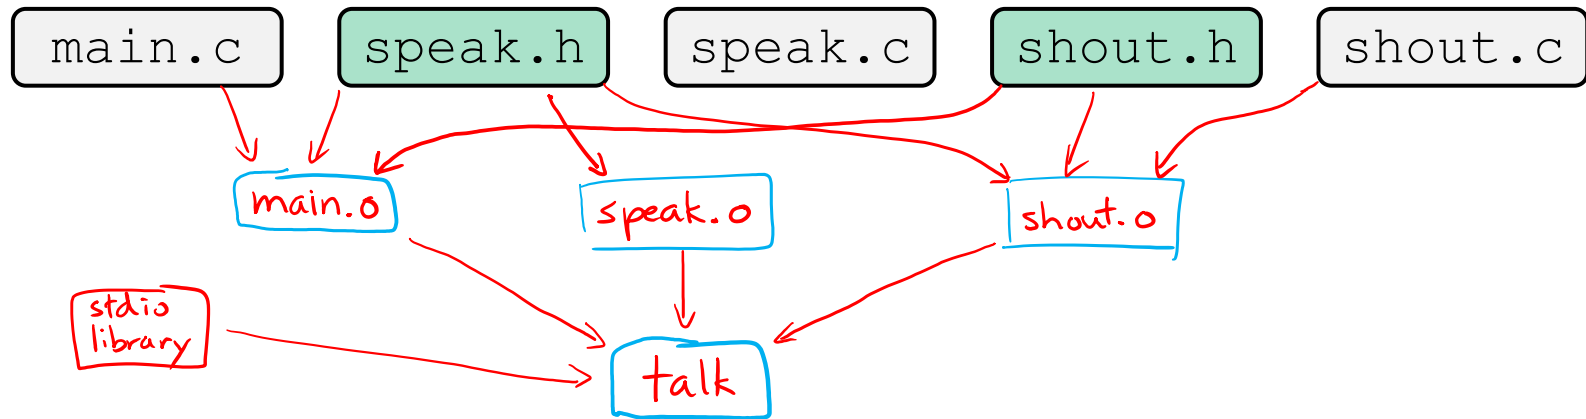 main.c
speak.h
speak.c
shout.h
shout.c
main.o
speak.o
shout.o
stdio
library
talk